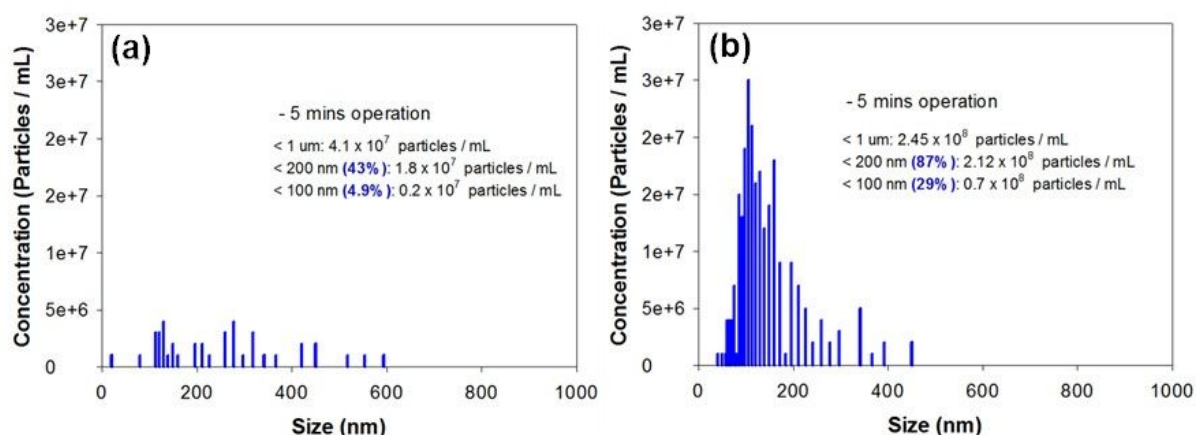 (a)
Concentration (Particles / mL)
3e+7
3e+7
2e+7
2e+7
1e+7
5e+6
0
- 5 mins operation
< 1 um: 4.1 x 10⁷ particles / mL
< 200 nm (43%): 1.8 x 10⁷ particles / mL
< 100 nm (4.9%): 0.2 x 10⁷ particles / mL
0 200 400 600 800 1000
Size (nm)
(b)
Concentration (Particles / mL)
3e+7
3e+7
2e+7
2e+7
1e+7
5e+6
0
- 5 mins operation
< 1 um: 2.45 x 10⁸ particles / mL
< 200 nm (87%): 2.12 x 10⁸ particles / mL
< 100 nm (29%): 0.7 x 10⁸ particles / mL
0 200 400 600 800 1000
Size (nm)